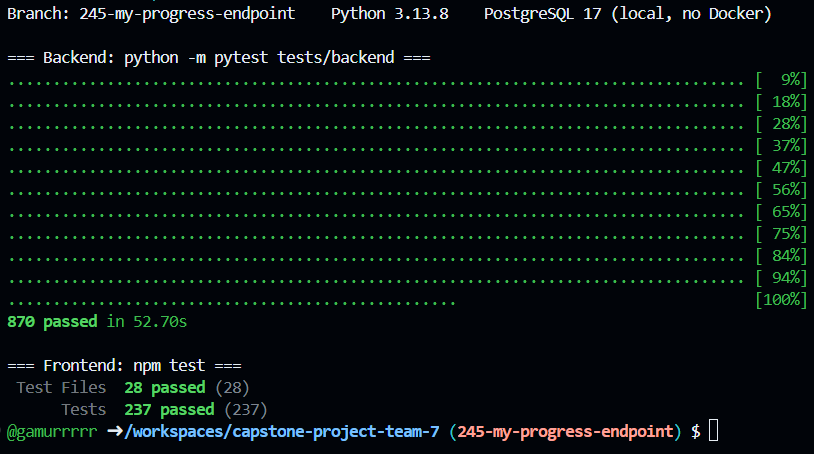 Branch: 245-my-progress-endpoint    Python 3.13.8    PostgreSQL 17 (local, no Docker)
=== Backend: python -m pytest tests/backend ===
.................................................................................. [  9%]
.................................................................................. [ 18%]
.................................................................................. [ 28%]
.................................................................................. [ 37%]
.................................................................................. [ 47%]
.................................................................................. [ 56%]
.................................................................................. [ 65%]
.................................................................................. [ 75%]
.................................................................................. [ 84%]
.................................................................................. [ 94%]
..................................................                                 [100%]
870 passed in 52.70s
=== Frontend: npm test ===
Test Files  28 passed (28)
Tests  237 passed (237)
@gamurrrrr ➜/workspaces/capstone-project-team-7 (245-my-progress-endpoint) $